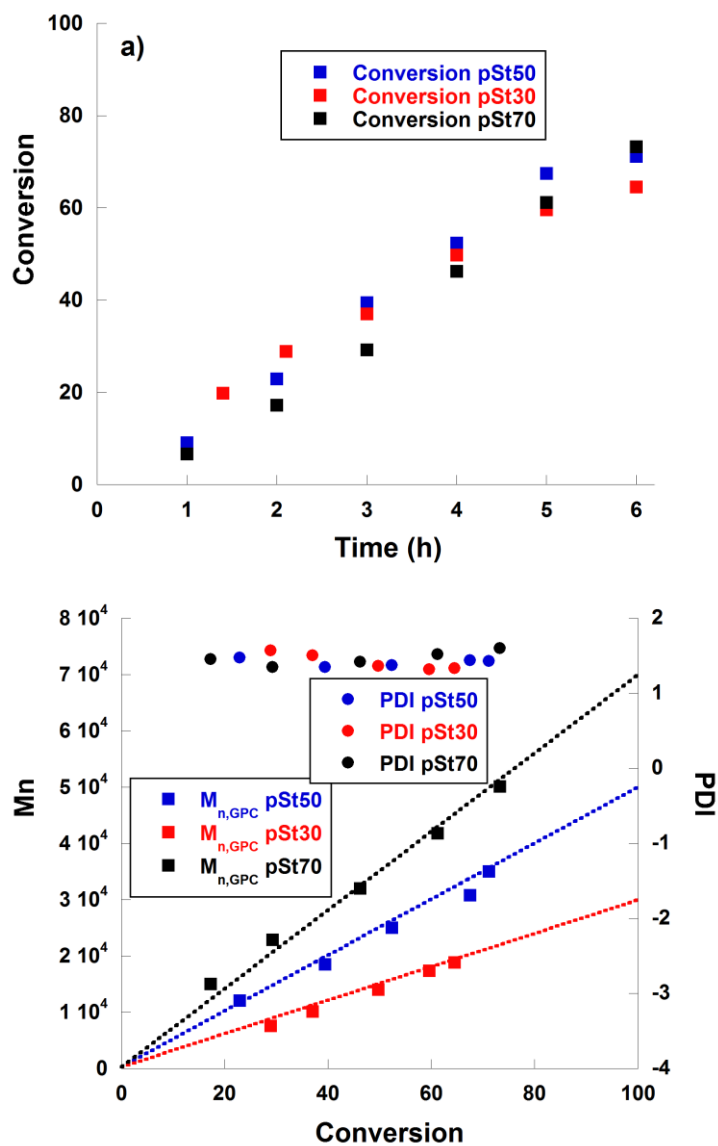 a)
100
80
60
40
20
0
Conversion
Conversion pSt50
Conversion pSt30
Conversion pSt70
0 1 2 3 4 5 6
Time (h)
8 10⁴
7 10⁴
6 10⁴
5 10⁴
4 10⁴
3 10⁴
2 10⁴
1 10⁴
0
Mn
PDI pSt50
PDI pSt30
PDI pSt70
Mn,GPC pSt50
Mn,GPC pSt30
Mn,GPC pSt70
2
1
0
-1
-2
-3
-4
PDI
0 20 40 60 80 100
Conversion